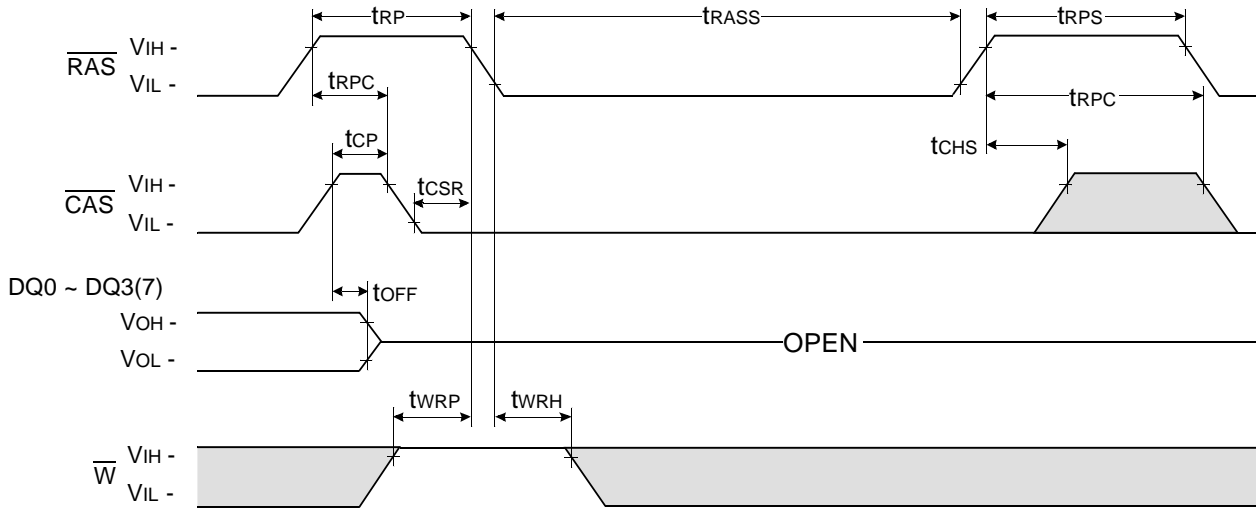 tRP
tRASS
tRPS
RAS
VIH -
VIL -
tRPC
tRPC
tCP
tCHS
tCSR
CAS
VIH -
VIL -
DQ0 ~ DQ3(7)
tOFF
VOH -
VOL -
OPEN
tWRP
tWRH
W
VIH -
VIL -